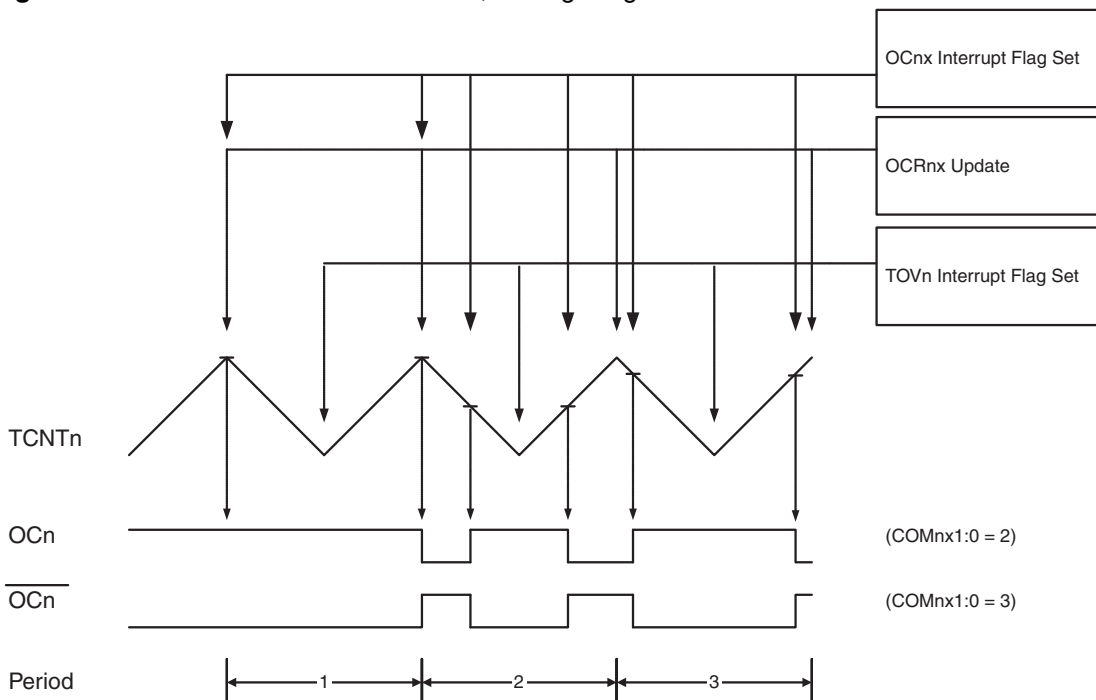 OCnx Interrupt Flag Set
OCRnx Update
TOVn Interrupt Flag Set
TCNTn
OCn
(COMnx1:0 = 2)
OCn
(COMnx1:0 = 3)
Period
1
2
3